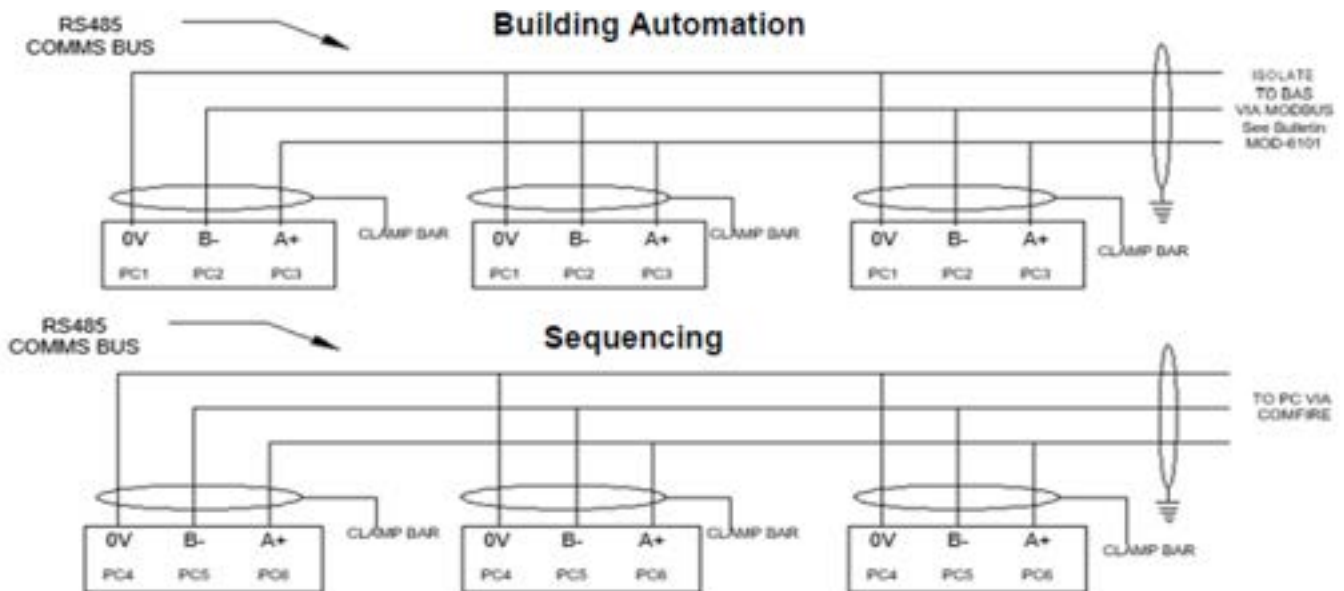 Building Automation
RS485
COMMS BUS
ISOLATE
TO BAS
VIA MODBUS
See Bulletin
MOD-6101
CLAMP BAR
CLAMP BAR
CLAMP BAR
0V B- A+
PC1 PC2 PC3
0V B- A+
PC1 PC2 PC3
0V B- A+
PC1 PC2 PC3
Sequencing
RS485
COMMS BUS
TO PC VIA
COMFIRE
CLAMP BAR
CLAMP BAR
CLAMP BAR
0V B- A+
PC4 PC5 PC6
0V B- A+
PC4 PC5 PC6
0V B- A+
PC4 PC5 PC6